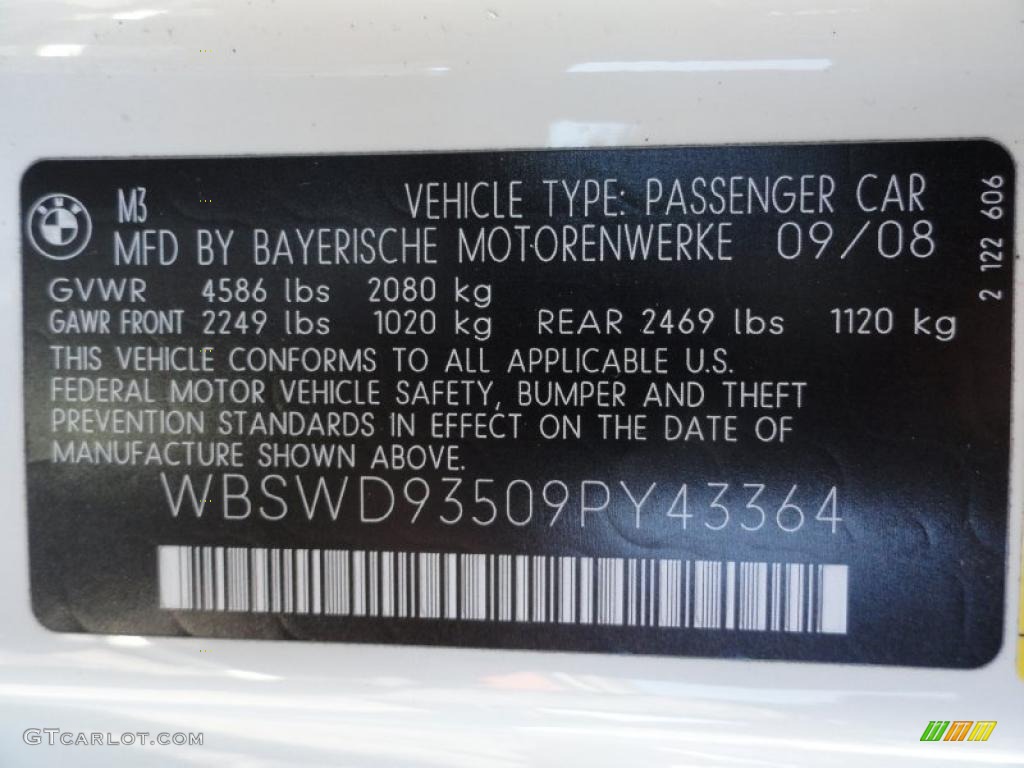 BMW
M3 VEHICLE TYPE: PASSENGER CAR
MFD BY BAYERISCHE MOTORENWERKE 09/08
GVWR 4586 lbs 2080 kg
GAWR FRONT 2249 lbs 1020 kg REAR 2469 lbs 1120 kg
THIS VEHICLE CONFORMS TO ALL APPLICABLE U.S.
FEDERAL MOTOR VEHICLE SAFETY, BUMPER AND THEFT
PREVENTION STANDARDS IN EFFECT ON THE DATE OF
MANUFACTURE SHOWN ABOVE.
WBSWD93509PY43364
2 122 606
GTCARLOT.COM